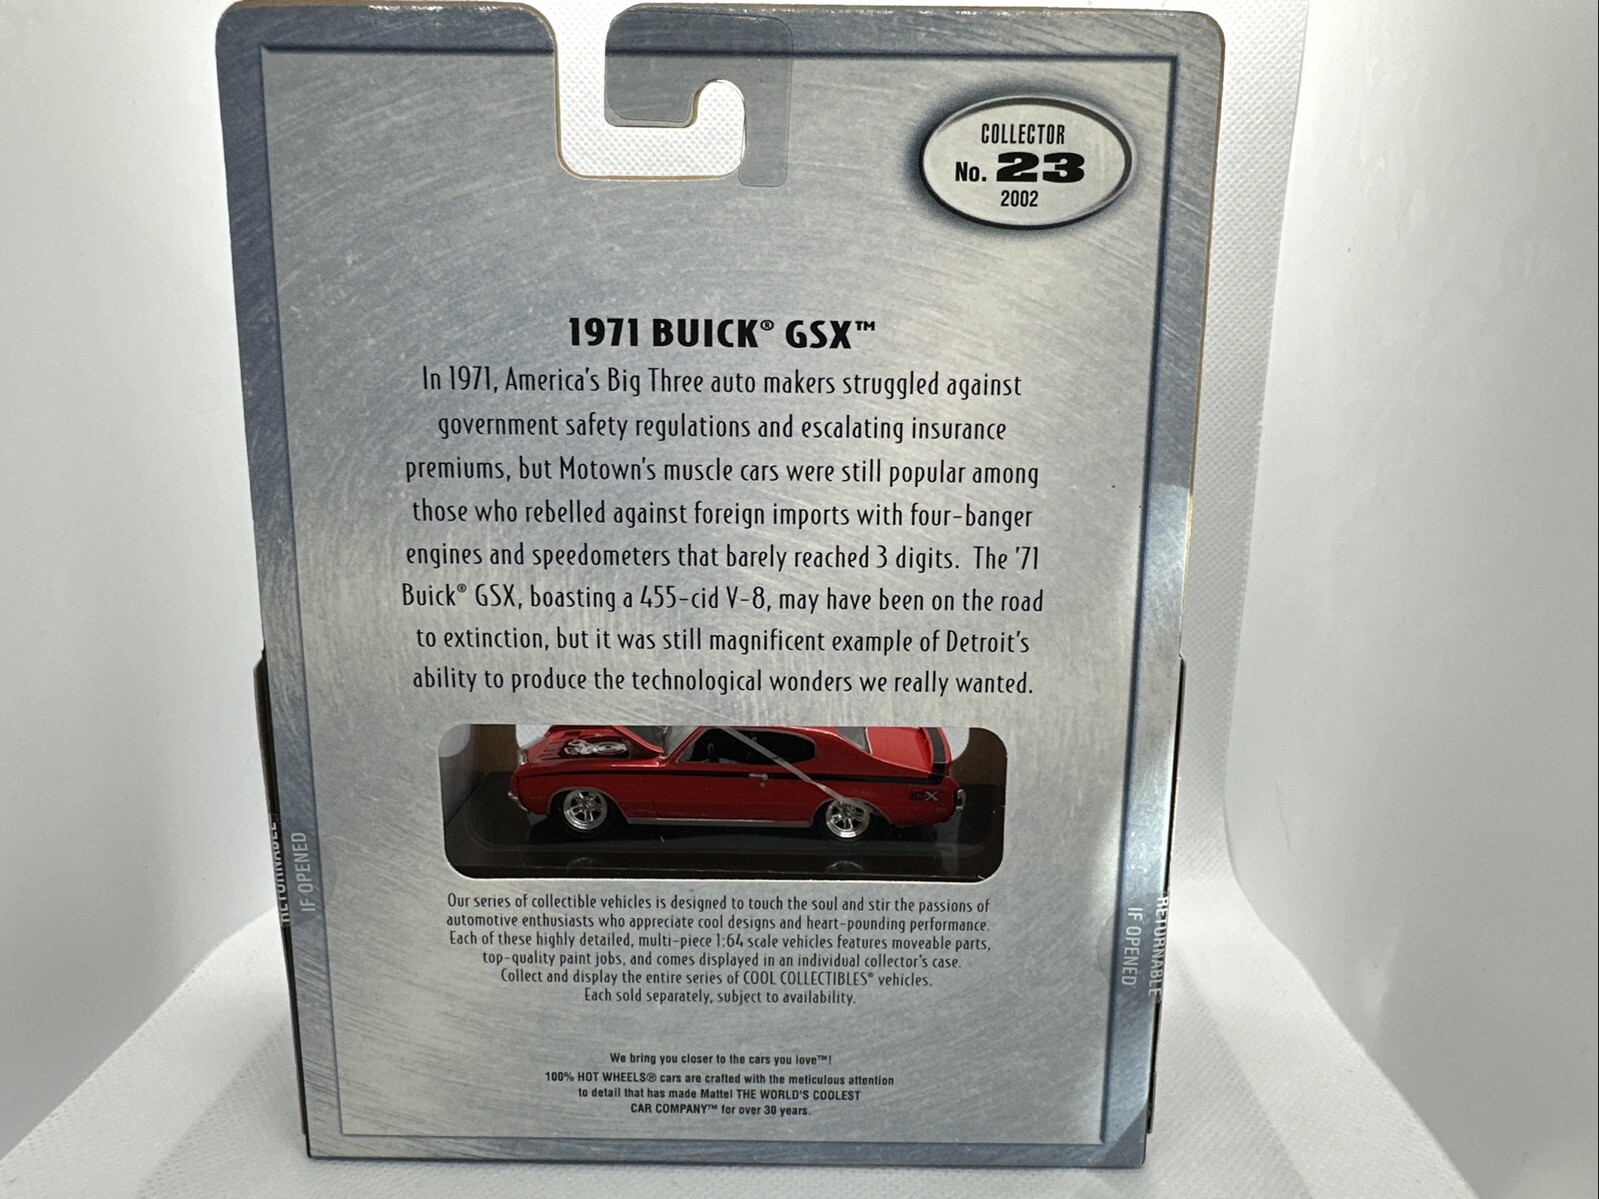 COLLECTOR
No. 23
2002
1971 BUICK® GSX™
In 1971, America's Big Three auto makers struggled against
government safety regulations and escalating insurance
premiums, but Motown's muscle cars were still popular among
those who rebelled against foreign imports with four-banger
engines and speedometers that barely reached 3 digits. The '71
Buick® GSX, boasting a 455-cid V-8, may have been on the road
to extinction, but it was still magnificent example of Detroit's
ability to produce the technological wonders we really wanted.
GSX
RETURNABLE
IF OPENED
RETURNABLE
IF OPENED
Our series of collectible vehicles is designed to touch the soul and stir the passions of
automotive enthusiasts who appreciate cool designs and heart-pounding performance.
Each of these highly detailed, multi-piece 1:64 scale vehicles features moveable parts,
top-quality paint jobs, and comes displayed in an individual collector's case.
Collect and display the entire series of COOL COLLECTIBLES® vehicles.
Each sold separately, subject to availability.
We bring you closer to the cars you love™!
100% HOT WHEELS® cars are crafted with the meticulous attention
to detail that has made Mattel THE WORLD'S COOLEST
CAR COMPANY™ for over 30 years.